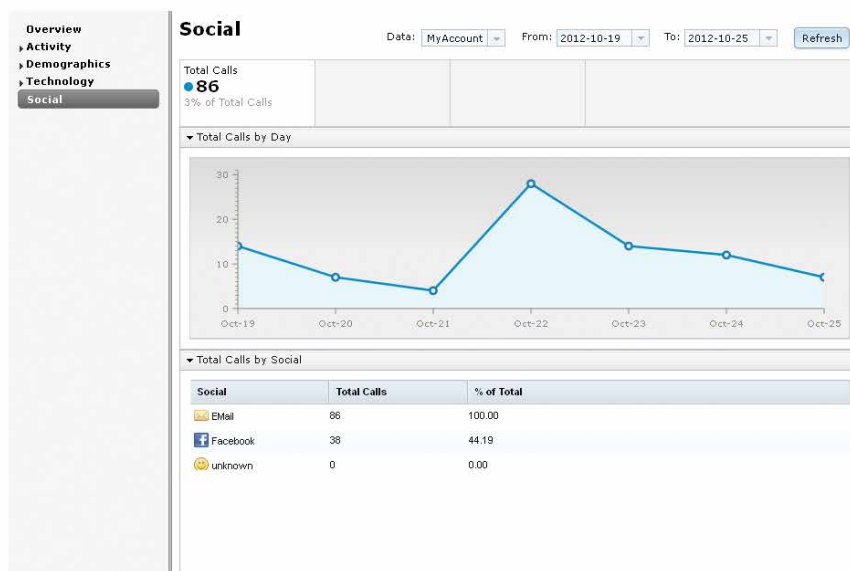 Overview
Activity
Demographics
Technology
Social
Social
Data: MyAccount From: 2012-10-19 To: 2012-10-25 Refresh
Total Calls
86
3% of Total Calls
Total Calls by Day
30
20
10
0
Oct-19 Oct-20 Oct-21 Oct-22 Oct-23 Oct-24 Oct-25
Total Calls by Social
Social Total Calls % of Total
EMail 86 100.00
Facebook 38 44.19
unknown 0 0.00